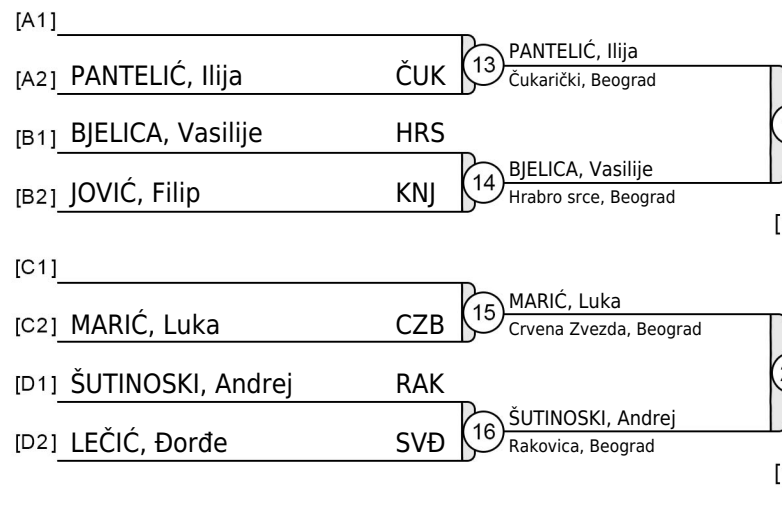 [A1]
[A2] PANTELIĆ, Ilija ČUK
13
PANTELIĆ, Ilija
Čukarički, Beograd
[B1] BJELICA, Vasilije HRS
[B2] JOVIĆ, Filip KNJ
14
BJELICA, Vasilije
Hrabro srce, Beograd
[
[C1]
[C2] MARIĆ, Luka CZB
15
MARIĆ, Luka
Crvena Zvezda, Beograd
[D1] ŠUTINOSKI, Andrej RAK
[D2] LEČIĆ, Đorđe SVĐ
16
ŠUTINOSKI, Andrej
Rakovica, Beograd
[